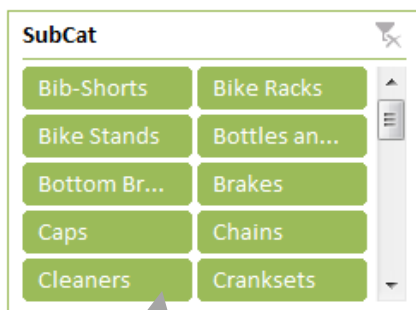 SubCat
Bib-Shorts Bike Racks
Bike Stands Bottles an...
Bottom Br... Brakes
Caps Chains
Cleaners Cranksets